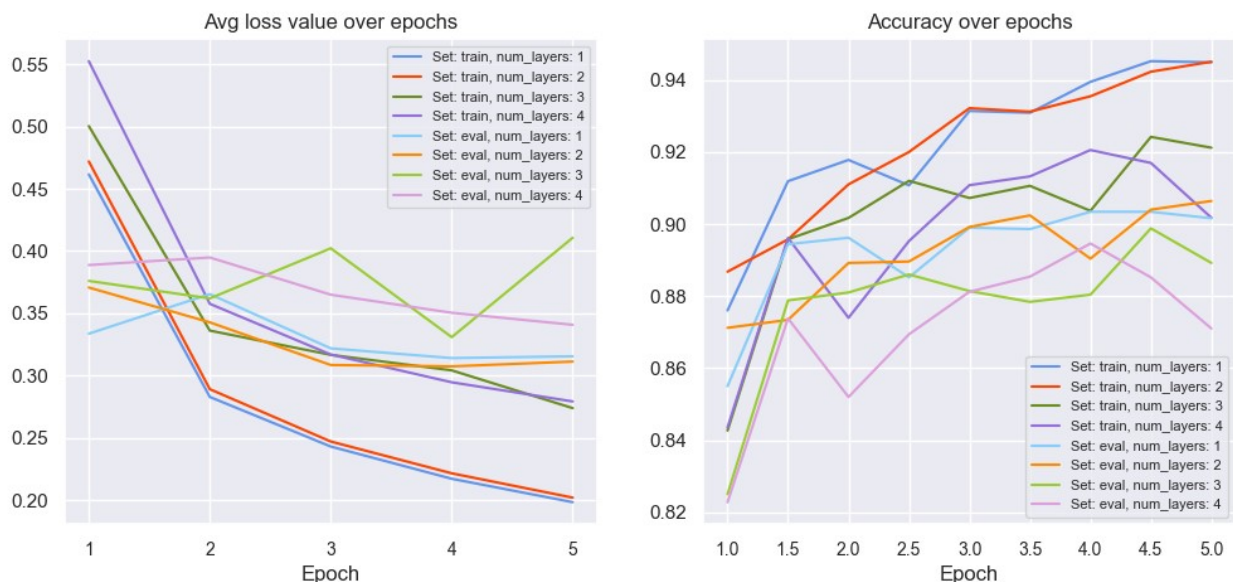 Avg loss value over epochs
0.55
0.50
0.45
0.40
0.35
0.30
0.25
0.20
Set: train, num_layers: 1
Set: train, num_layers: 2
Set: train, num_layers: 3
Set: train, num_layers: 4
Set: eval, num_layers: 1
Set: eval, num_layers: 2
Set: eval, num_layers: 3
Set: eval, num_layers: 4
1 2 3 4 5
Epoch
Accuracy over epochs
0.94
0.92
0.90
0.88
0.86
0.84
0.82
Set: train, num_layers: 1
Set: train, num_layers: 2
Set: train, num_layers: 3
Set: train, num_layers: 4
Set: eval, num_layers: 1
Set: eval, num_layers: 2
Set: eval, num_layers: 3
Set: eval, num_layers: 4
1.0 1.5 2.0 2.5 3.0 3.5 4.0 4.5 5.0
Epoch